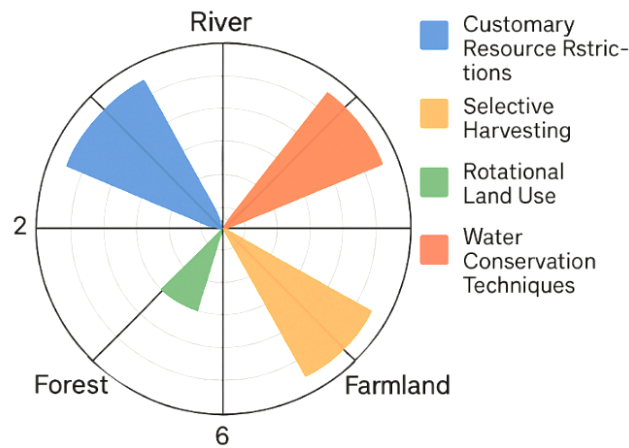 River
Customary
Resource Rstric-
tions
Selective
Harvesting
Rotational
Land Use
Water
Conservation
Techniques
2
Forest
Farmland
6